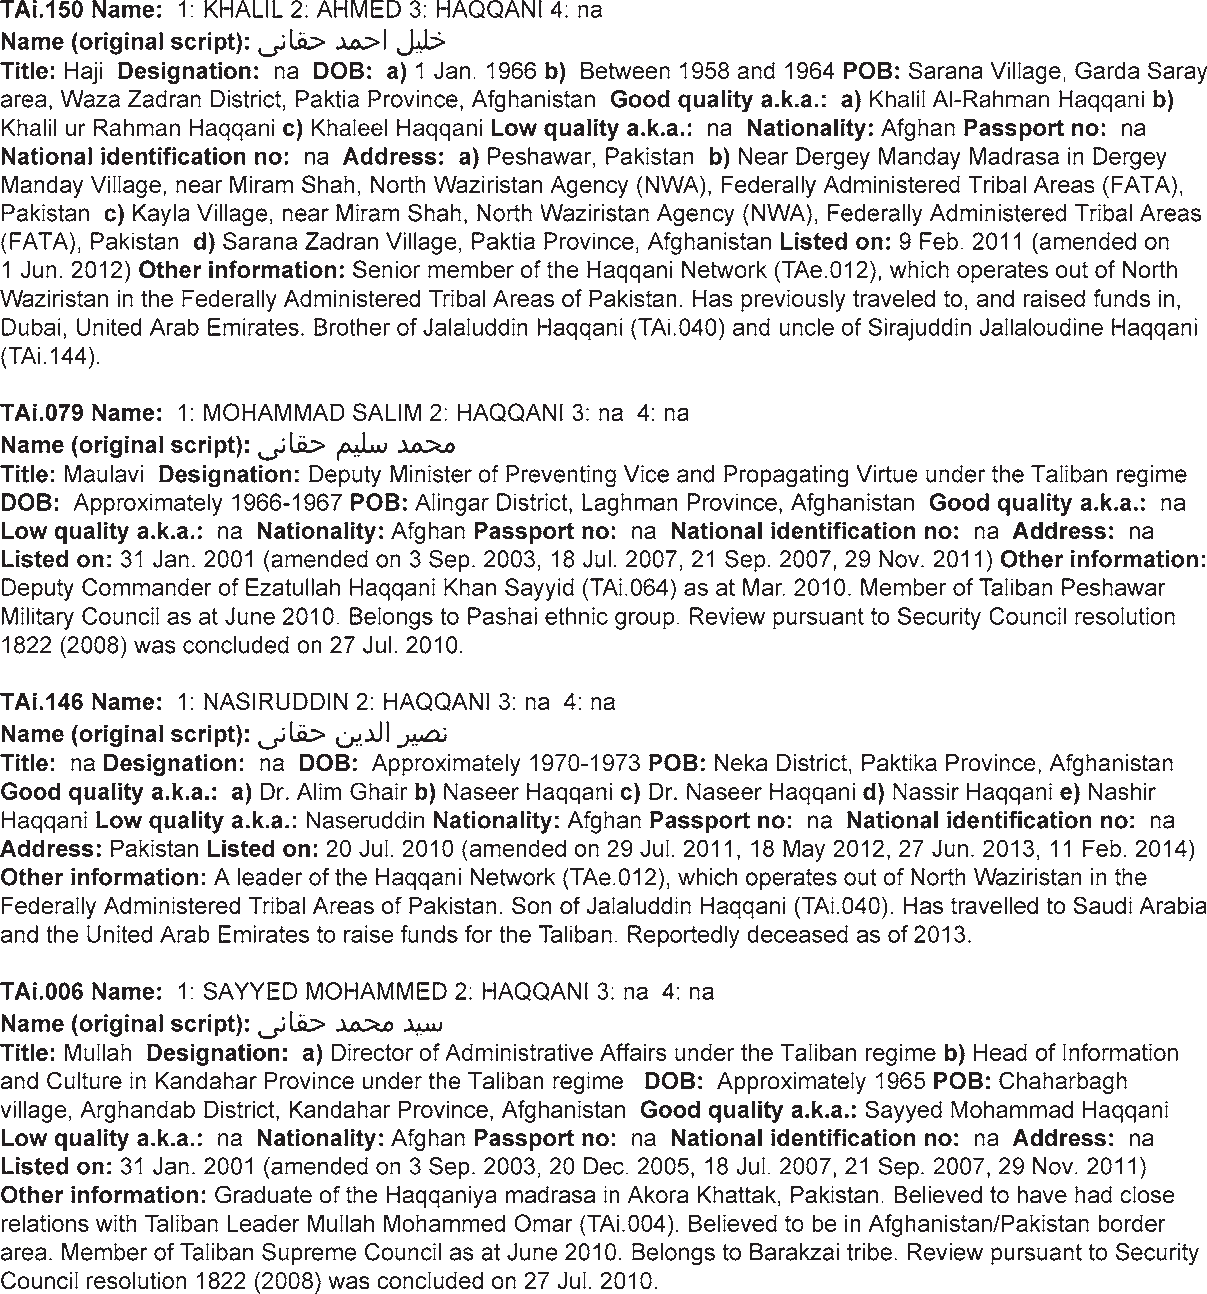 TAi.150 Name: 1: KHALIL 2: AHMED 3: HAQQANI 4: na
Name (original script): خلیل احمد حقانی
Title: Haji Designation: na DOB: a) 1 Jan. 1966 b) Between 1958 and 1964 POB: Sarana Village, Garda Saray
area, Waza Zadran District, Paktia Province, Afghanistan Good quality a.k.a.: a) Khalil Al-Rahman Haqqani b)
Khalil ur Rahman Haqqani c) Khaleel Haqqani Low quality a.k.a.: na Nationality: Afghan Passport no: na
National identification no: na Address: a) Peshawar, Pakistan b) Near Dergey Manday Madrasa in Dergey
Manday Village, near Miram Shah, North Waziristan Agency (NWA), Federally Administered Tribal Areas (FATA),
Pakistan c) Kayla Village, near Miram Shah, North Waziristan Agency (NWA), Federally Administered Tribal Areas
(FATA), Pakistan d) Sarana Zadran Village, Paktia Province, Afghanistan Listed on: 9 Feb. 2011 (amended on
1 Jun. 2012) Other information: Senior member of the Haqqani Network (TAe.012), which operates out of North
Waziristan in the Federally Administered Tribal Areas of Pakistan. Has previously traveled to, and raised funds in,
Dubai, United Arab Emirates. Brother of Jalaluddin Haqqani (TAi.040) and uncle of Sirajuddin Jallaloudine Haqqani
(TAi.144).
TAi.079 Name: 1: MOHAMMAD SALIM 2: HAQQANI 3: na 4: na
Name (original script): محمد سليم حقاني
Title: Maulavi Designation: Deputy Minister of Preventing Vice and Propagating Virtue under the Taliban regime
DOB: Approximately 1966-1967 POB: Alingar District, Laghman Province, Afghanistan Good quality a.k.a.: na
Low quality a.k.a.: na Nationality: Afghan Passport no: na National identification no: na Address: na
Listed on: 31 Jan. 2001 (amended on 3 Sep. 2003, 18 Jul. 2007, 21 Sep. 2007, 29 Nov. 2011) Other information:
Deputy Commander of Ezatullah Haqqani Khan Sayyid (TAi.064) as at Mar. 2010. Member of Taliban Peshawar
Military Council as at June 2010. Belongs to Pashai ethnic group. Review pursuant to Security Council resolution
1822 (2008) was concluded on 27 Jul. 2010.
TAi.146 Name: 1: NASIRUDDIN 2: HAQQANI 3: na 4: na
Name (original script): نصیر الدین حقانی
Title: na Designation: na DOB: Approximately 1970-1973 POB: Neka District, Paktika Province, Afghanistan
Good quality a.k.a.: a) Dr. Alim Ghair b) Naseer Haqqani c) Dr. Naseer Haqqani d) Nassir Haqqani e) Nashir
Haqqani Low quality a.k.a.: Naseruddin Nationality: Afghan Passport no: na National identification no: na
Address: Pakistan Listed on: 20 Jul. 2010 (amended on 29 Jul. 2011, 18 May 2012, 27 Jun. 2013, 11 Feb. 2014)
Other information: A leader of the Haqqani Network (TAe.012), which operates out of North Waziristan in the
Federally Administered Tribal Areas of Pakistan. Son of Jalaluddin Haqqani (TAi.040). Has travelled to Saudi Arabia
and the United Arab Emirates to raise funds for the Taliban. Reportedly deceased as of 2013.
TAi.006 Name: 1: SAYYED MOHAMMED 2: HAQQANI 3: na 4: na
Name (original script): سید محمد حقانی
Title: Mullah Designation: a) Director of Administrative Affairs under the Taliban regime b) Head of Information
and Culture in Kandahar Province under the Taliban regime DOB: Approximately 1965 POB: Chaharbagh
village, Arghandab District, Kandahar Province, Afghanistan Good quality a.k.a.: Sayyed Mohammad Haqqani
Low quality a.k.a.: na Nationality: Afghan Passport no: na National identification no: na Address: na
Listed on: 31 Jan. 2001 (amended on 3 Sep. 2003, 20 Dec. 2005, 18 Jul. 2007, 21 Sep. 2007, 29 Nov. 2011)
Other information: Graduate of the Haqqaniya madrasa in Akora Khattak, Pakistan. Believed to have had close
relations with Taliban Leader Mullah Mohammed Omar (TAi.004). Believed to be in Afghanistan/Pakistan border
area. Member of Taliban Supreme Council as at June 2010. Belongs to Barakzai tribe. Review pursuant to Security
Council resolution 1822 (2008) was concluded on 27 Jul. 2010.